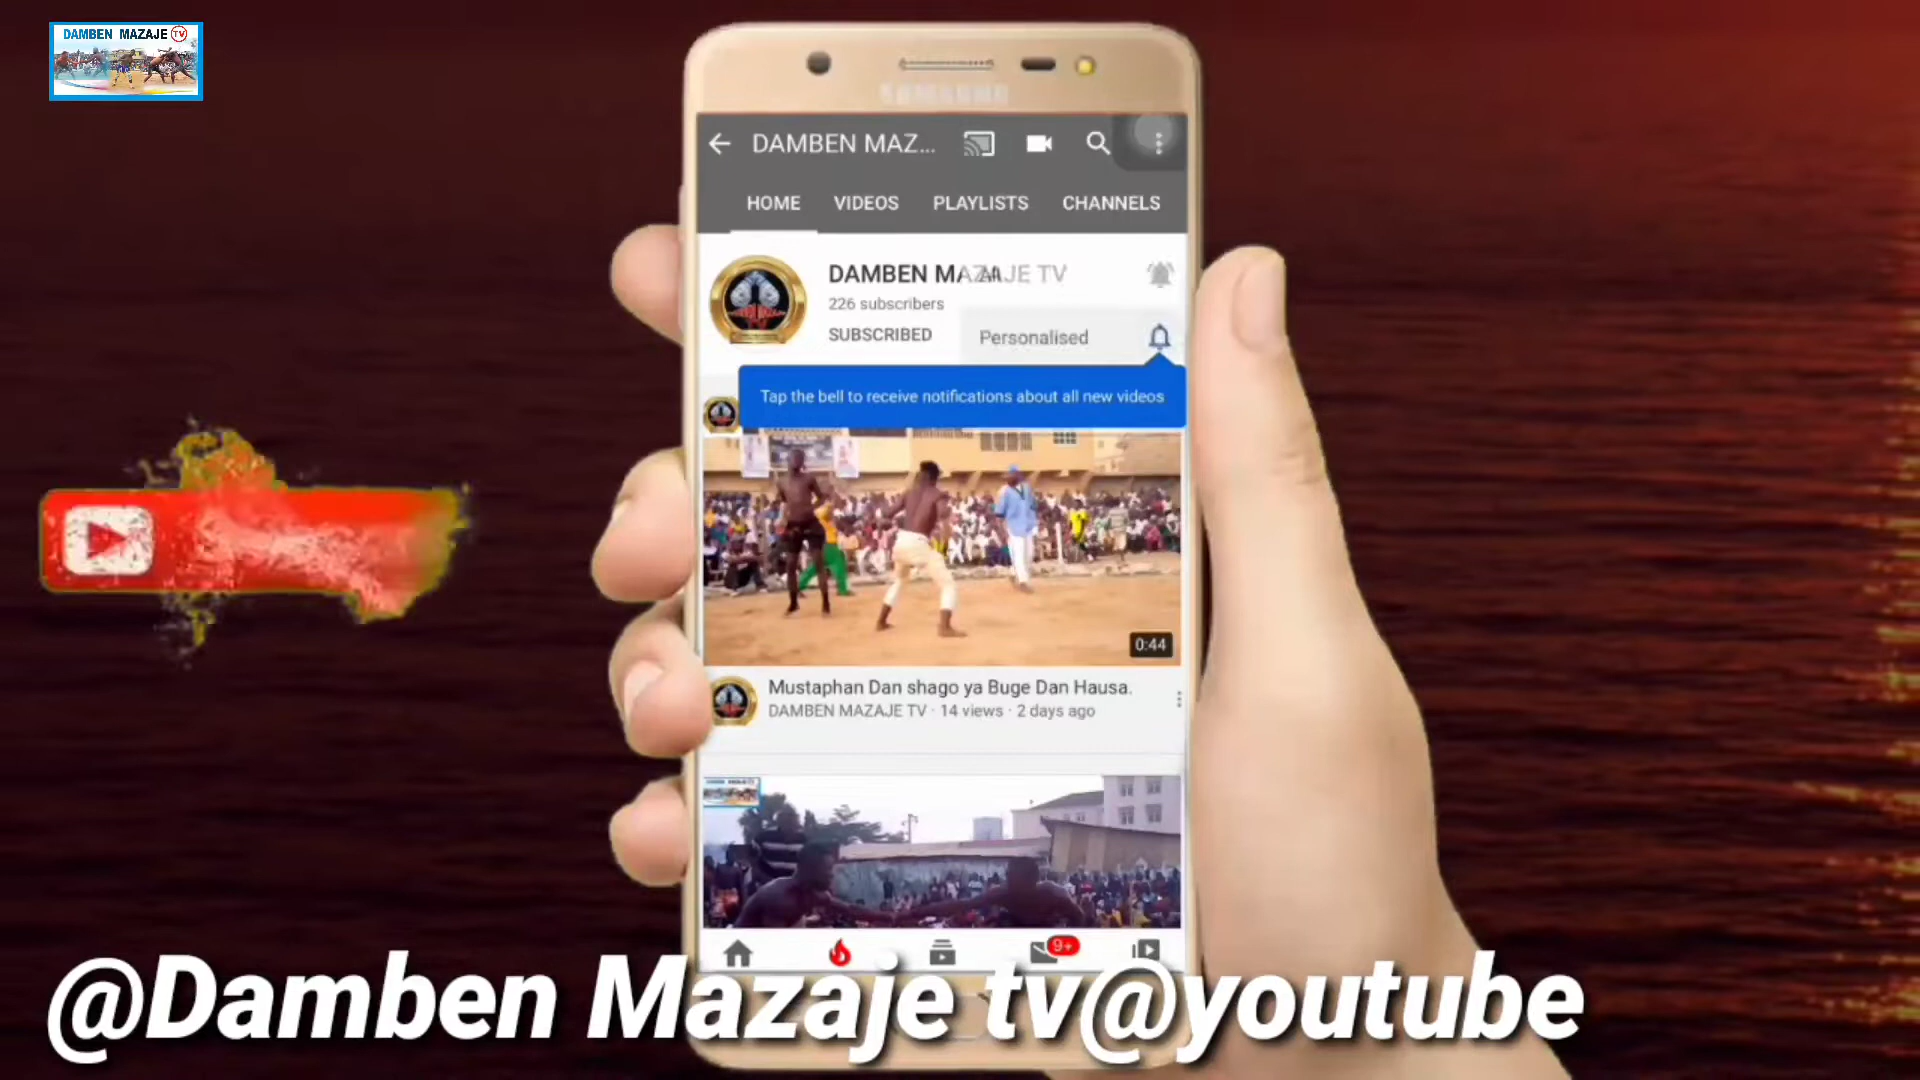 DAMBEN MAZAJE TV
DAMBEN MAZ...
HOME VIDEOS PLAYLISTS CHANNELS
DAMBEN MAZAJE TV
All
226 subscribers
SUBSCRIBED
Personalised
Tap the bell to receive notifications about all new videos
0:44
Mustaphan Dan shago ya Buge Dan Hausa.
DAMBEN MAZAJE TV · 14 views · 2 days ago
9+
@Damben Mazaje tv@youtube